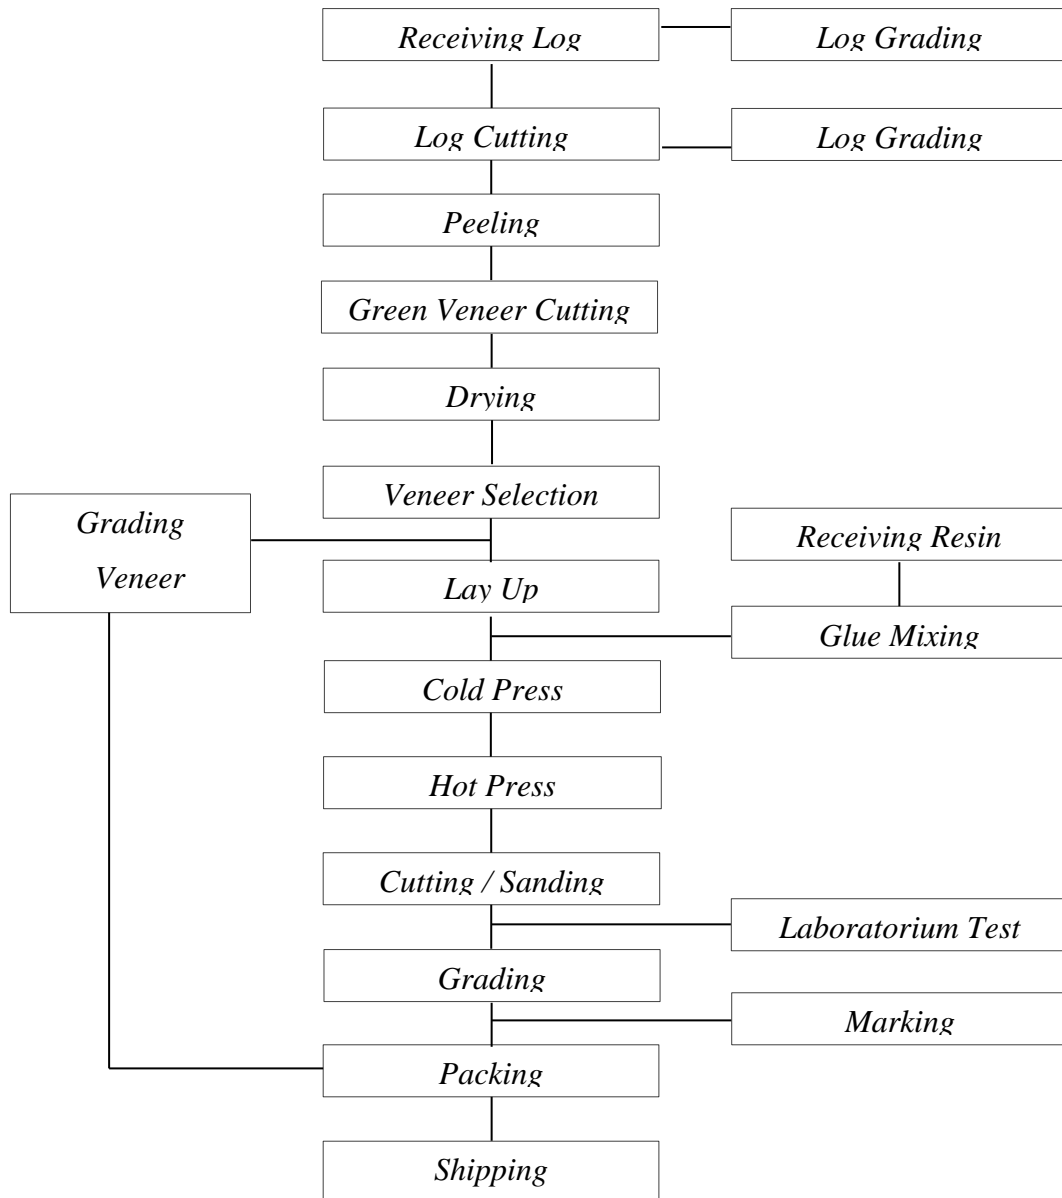 Receiving Log
Log Grading
Log Cutting
Log Grading
Peeling
Green Veneer Cutting
Drying
Veneer Selection
Grading
Veneer
Receiving Resin
Lay Up
Glue Mixing
Cold Press
Hot Press
Cutting / Sanding
Laboratorium Test
Grading
Marking
Packing
Shipping